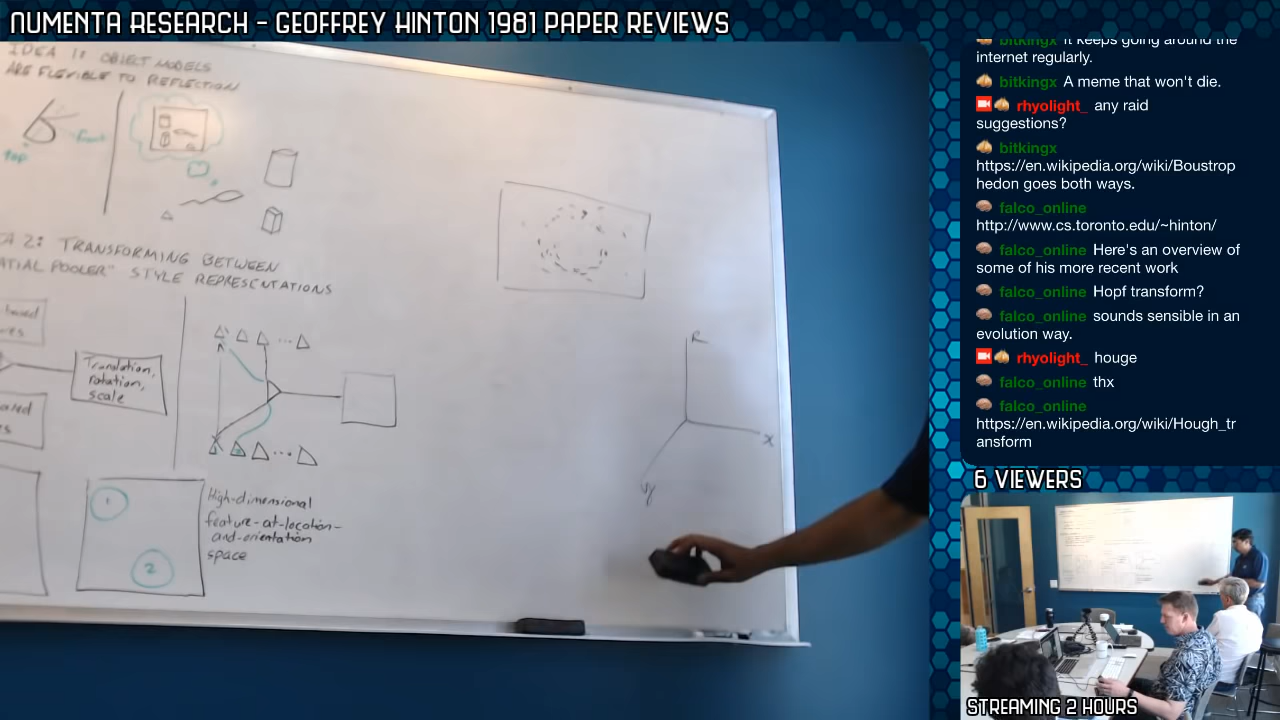 NUMENTA RESEARCH - GEOFFREY HINTON 1981 PAPER REVIEWS
IDEA 1: OBJECT MODELS
ARE FLEXIBLE TO REFLECTION
top
front
2: TRANSFORMING BETWEEN
POOLER" STYLE REPRESENTATIONS
Translation,
rotation,
scale
1
2
High-dimensional
feature-at-location-
and-orientation
space
R
X
y
bitkingx It keeps going around the
internet regularly.
bitkingx A meme that won't die.
rhyolight_ any raid
suggestions?
bitkingx
https://en.wikipedia.org/wiki/Boustrop
hedon goes both ways.
falco_online
http://www.cs.toronto.edu/~hinton/
falco_online Here's an overview of
some of his more recent work
falco_online Hopf transform?
falco_online sounds sensible in an
evolution way.
rhyolight_ houge
falco_online thx
falco_online
https://en.wikipedia.org/wiki/Hough_tr
ansform
6 VIEWERS
STREAMING 2 HOURS